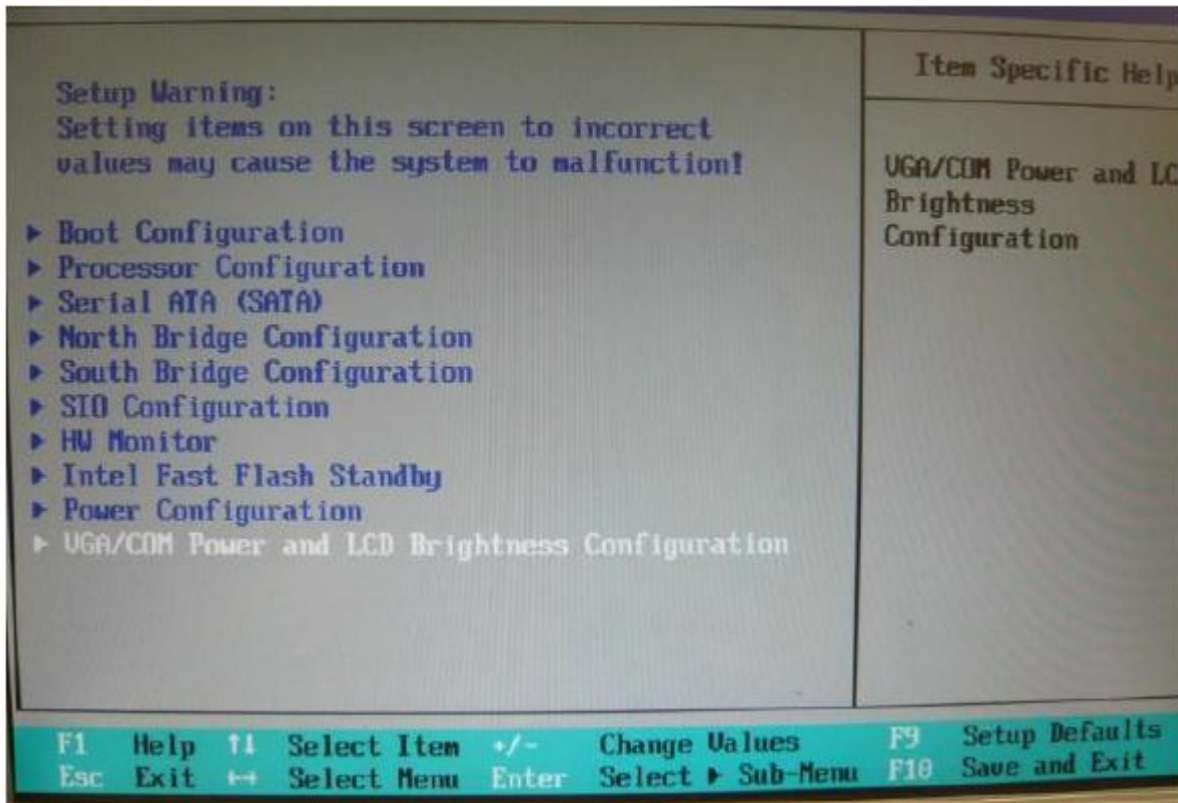 Setup Warning:
Setting items on this screen to incorrect
values may cause the system to malfunction!
▶ Boot Configuration
▶ Processor Configuration
▶ Serial ATA (SATA)
▶ North Bridge Configuration
▶ South Bridge Configuration
▶ SIO Configuration
▶ HW Monitor
▶ Intel Fast Flash Standby
▶ Power Configuration
▶ VGA/COM Power and LCD Brightness Configuration
Item Specific Help
VGA/COM Power and LC
Brightness
Configuration
F1 Help ↑↓ Select Item +/- Change Values F9 Setup Defaults
Esc Exit ↔ Select Menu Enter Select ▶ Sub-Menu F10 Save and Exit